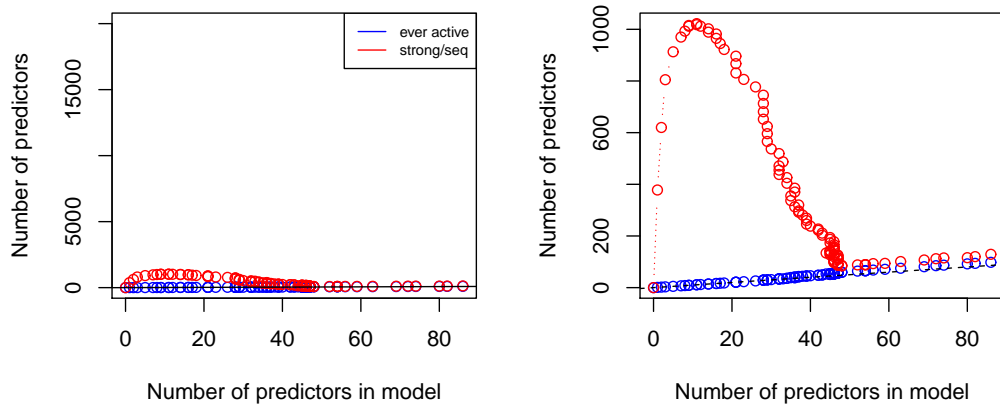 ever active
strong/seq
Number of predictors
0
5000
15000
0
20
40
60
80
Number of predictors in model
Number of predictors
0
200
600
1000
0
20
40
60
80
Number of predictors in model